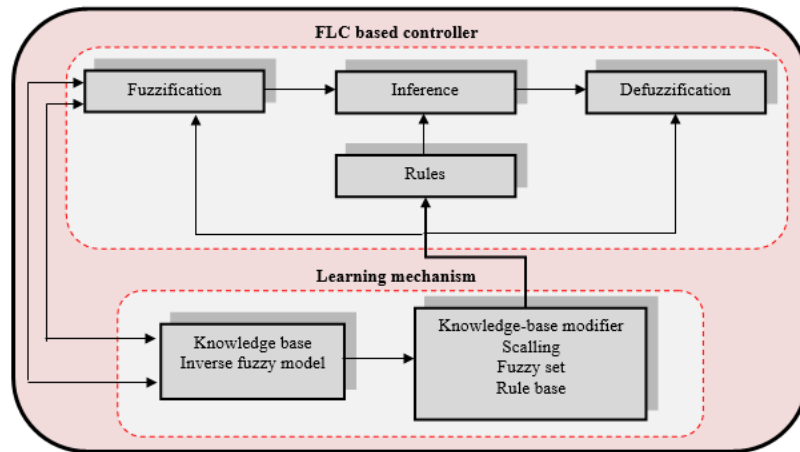 FLC based controller
Fuzzification
Inference
Defuzzification
Rules
Learning mechanism
Knowledge base
Inverse fuzzy model
Knowledge-base modifier
Scalling
Fuzzy set
Rule base